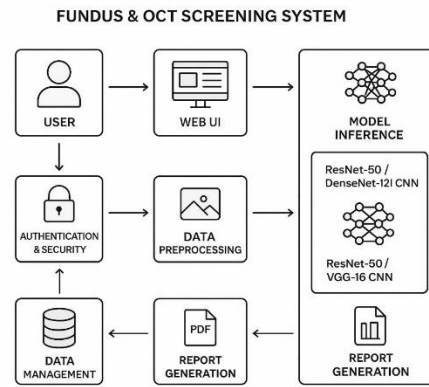 FUNDUS & OCT SCREENING SYSTEM
USER
WEB UI
MODEL
INFERENCE
ResNet-50 /
DenseNet-12l CNN
ResNet-50 /
VGG-16 CNN
AUTHENTICATION
& SECURITY
DATA
PREPROCESSING
DATA
MANAGEMENT
PDF
REPORT
GENERATION
REPORT
GENERATION